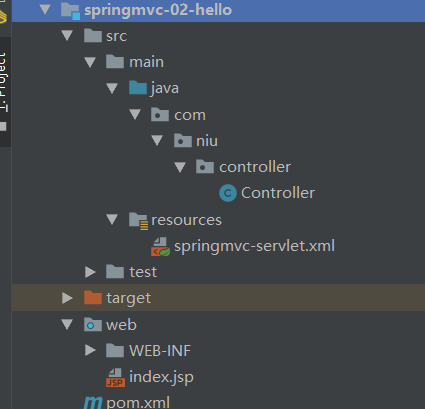 1: Project
springmvc-02-hello
src
main
java
com
niu
controller
C Controller
resources
springmvc-servlet.xml
test
target
web
WEB-INF
JSP index.jsp
m pom.xml